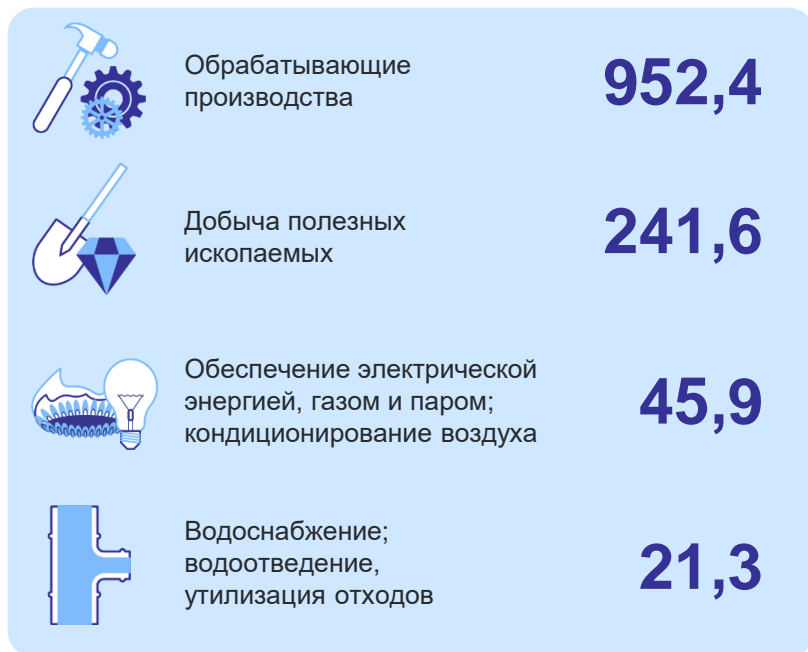 Обрабатывающие
производства
952,4
Добыча полезных
ископаемых
241,6
Обеспечение электрической
энергией, газом и паром;
кондиционирование воздуха
45,9
Водоснабжение;
водоотведение,
утилизация отходов
21,3